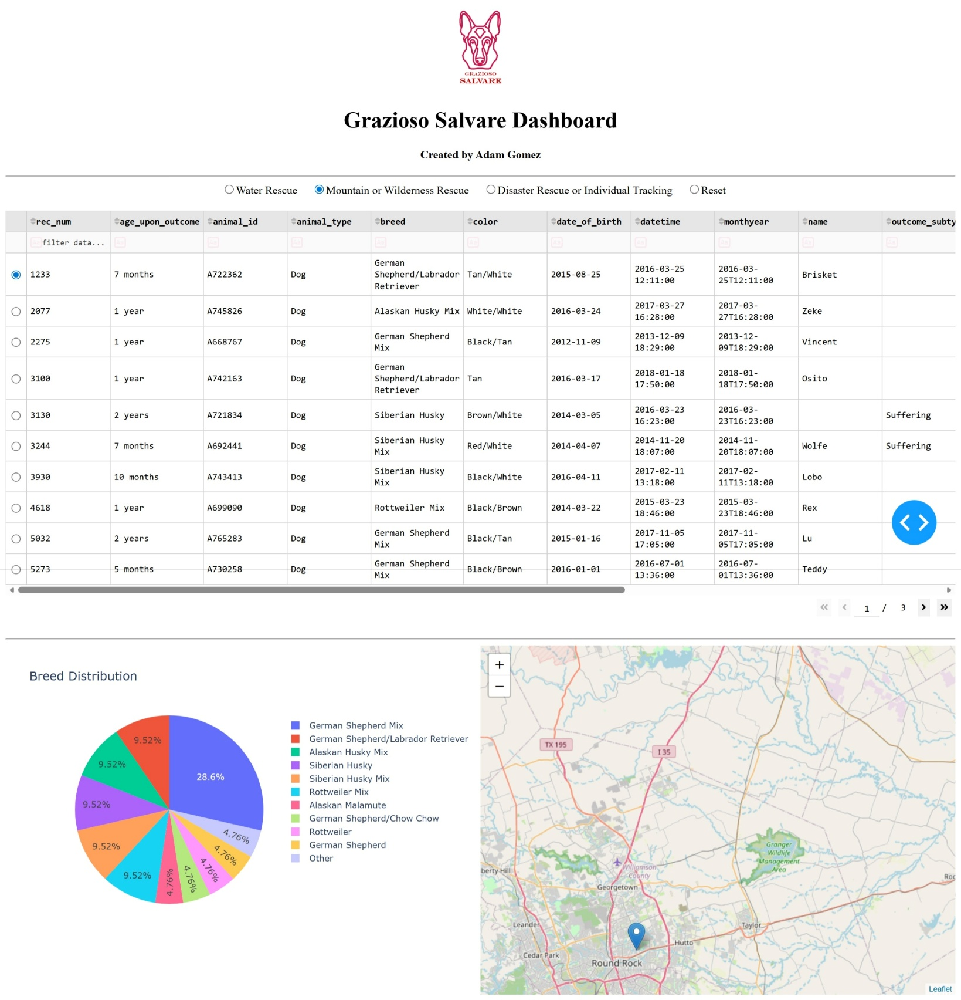 GRAZIOSO
SALVARE
Grazioso Salvare Dashboard
Created by Adam Gomez
Water Rescue Mountain or Wilderness Rescue Disaster Rescue or Individual Tracking Reset
rec_num age_upon_outcome animal_id animal_type breed color date_of_birth datetime monthyear name outcome_subty
Aa filter data... Aa Aa Aa Aa Aa Aa Aa Aa Aa Aa
1233 7 months A722362 Dog German Shepherd/Labrador Retriever Tan/White 2015-08-25 2016-03-25 12:11:00 2016-03-25T12:11:00 Brisket
2077 1 year A745826 Dog Alaskan Husky Mix White/White 2016-03-24 2017-03-27 16:28:00 2017-03-27T16:28:00 Zeke
2275 1 year A668767 Dog German Shepherd Mix Black/Tan 2012-11-09 2013-12-09 18:29:00 2013-12-09T18:29:00 Vincent
3100 1 year A742163 Dog German Shepherd/Labrador Retriever Tan 2016-03-17 2018-01-18 17:50:00 2018-01-18T17:50:00 Osito
3130 2 years A721834 Dog Siberian Husky Brown/White 2014-03-05 2016-03-23 16:23:00 2016-03-23T16:23:00 Suffering
3244 7 months A692441 Dog Siberian Husky Mix Red/White 2014-04-07 2014-11-20 18:07:00 2014-11-20T18:07:00 Wolfe Suffering
3930 10 months A743413 Dog Siberian Husky Mix Black/White 2016-04-11 2017-02-11 13:18:00 2017-02-11T13:18:00 Lobo
4618 1 year A699090 Dog Rottweiler Mix Black/Brown 2014-03-22 2015-03-23 18:46:00 2015-03-23T18:46:00 Rex
5032 2 years A765283 Dog German Shepherd Mix Black/Tan 2015-01-16 2017-11-05 17:05:00 2017-11-05T17:05:00 Lu
5273 5 months A730258 Dog German Shepherd Mix Black/Brown 2016-01-01 2016-07-01 13:36:00 2016-07-01T13:36:00 Teddy
1 / 3
Breed Distribution
28.6%
9.52%
9.52%
9.52%
9.52%
9.52%
4.76%
4.76%
4.76%
4.76%
4.76%
German Shepherd Mix
German Shepherd/Labrador Retriever
Alaskan Husky Mix
Siberian Husky
Siberian Husky Mix
Rottweiler Mix
Alaskan Malamute
German Shepherd/Chow Chow
Rottweiler
German Shepherd
Other
+
−
TX 195
I 35
Granger
Wildlife
Management
Area
berty Hill
Williamson
County
Roc
Georgetown
Leander
Taylor
Hutto
Cedar Park
Round Rock
Leaflet